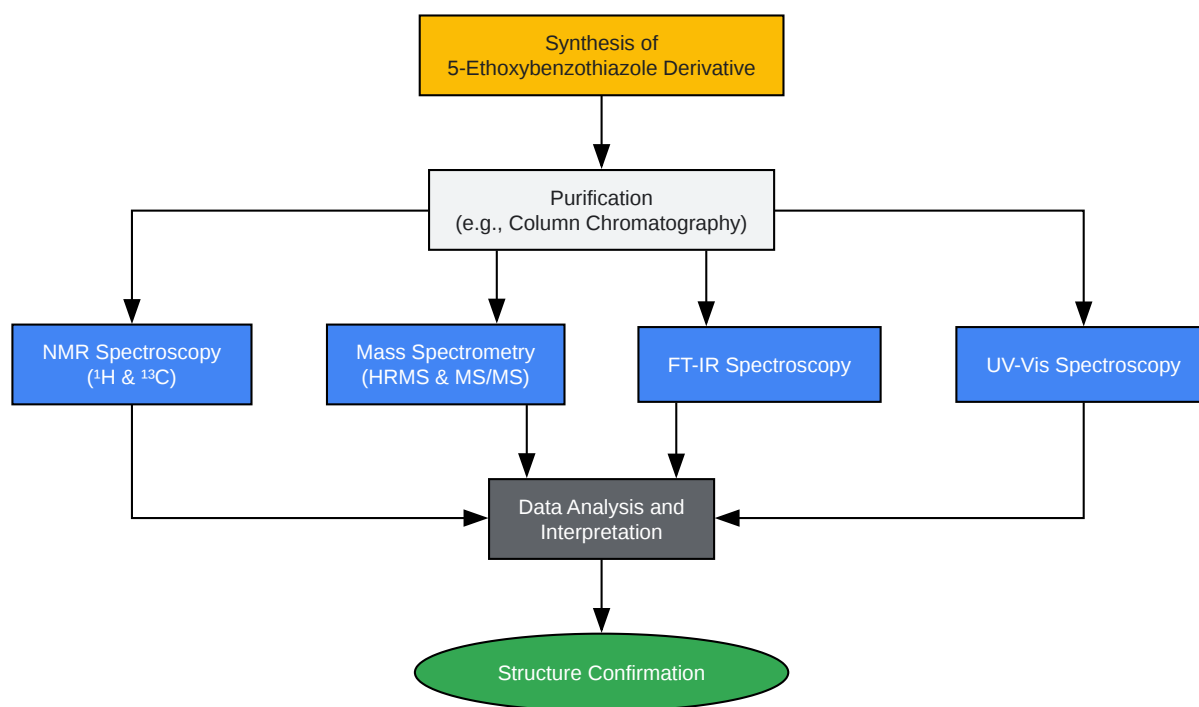 Synthesis of
5-Ethoxybenzothiazole Derivative
Purification
(e.g., Column Chromatography)
NMR Spectroscopy
(¹H & ¹³C)
Mass Spectrometry
(HRMS & MS/MS)
FT-IR Spectroscopy
UV-Vis Spectroscopy
Data Analysis and
Interpretation
Structure Confirmation